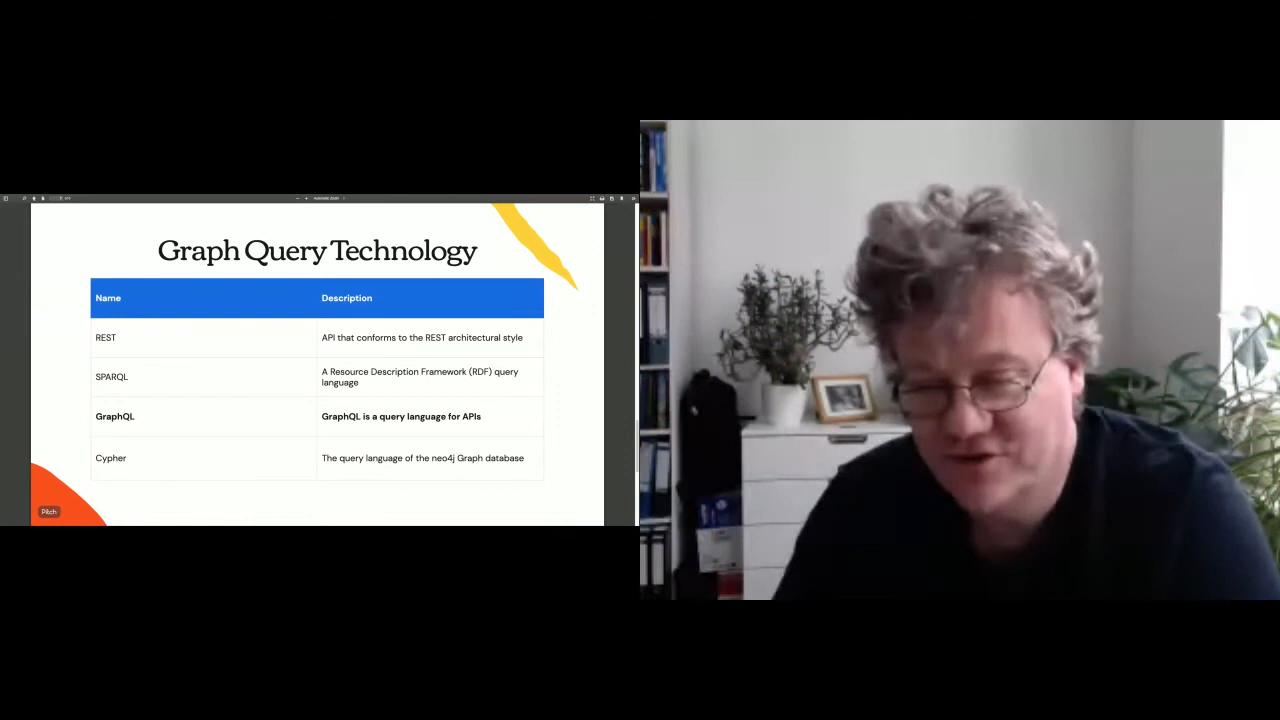 Graph Query Technology
Name Description
REST API that conforms to the REST architectural style
SPARQL A Resource Description Framework (RDF) query
language
GraphQL GraphQL is a query language for APIs
Cypher The query language of the neo4j Graph database
Pitch